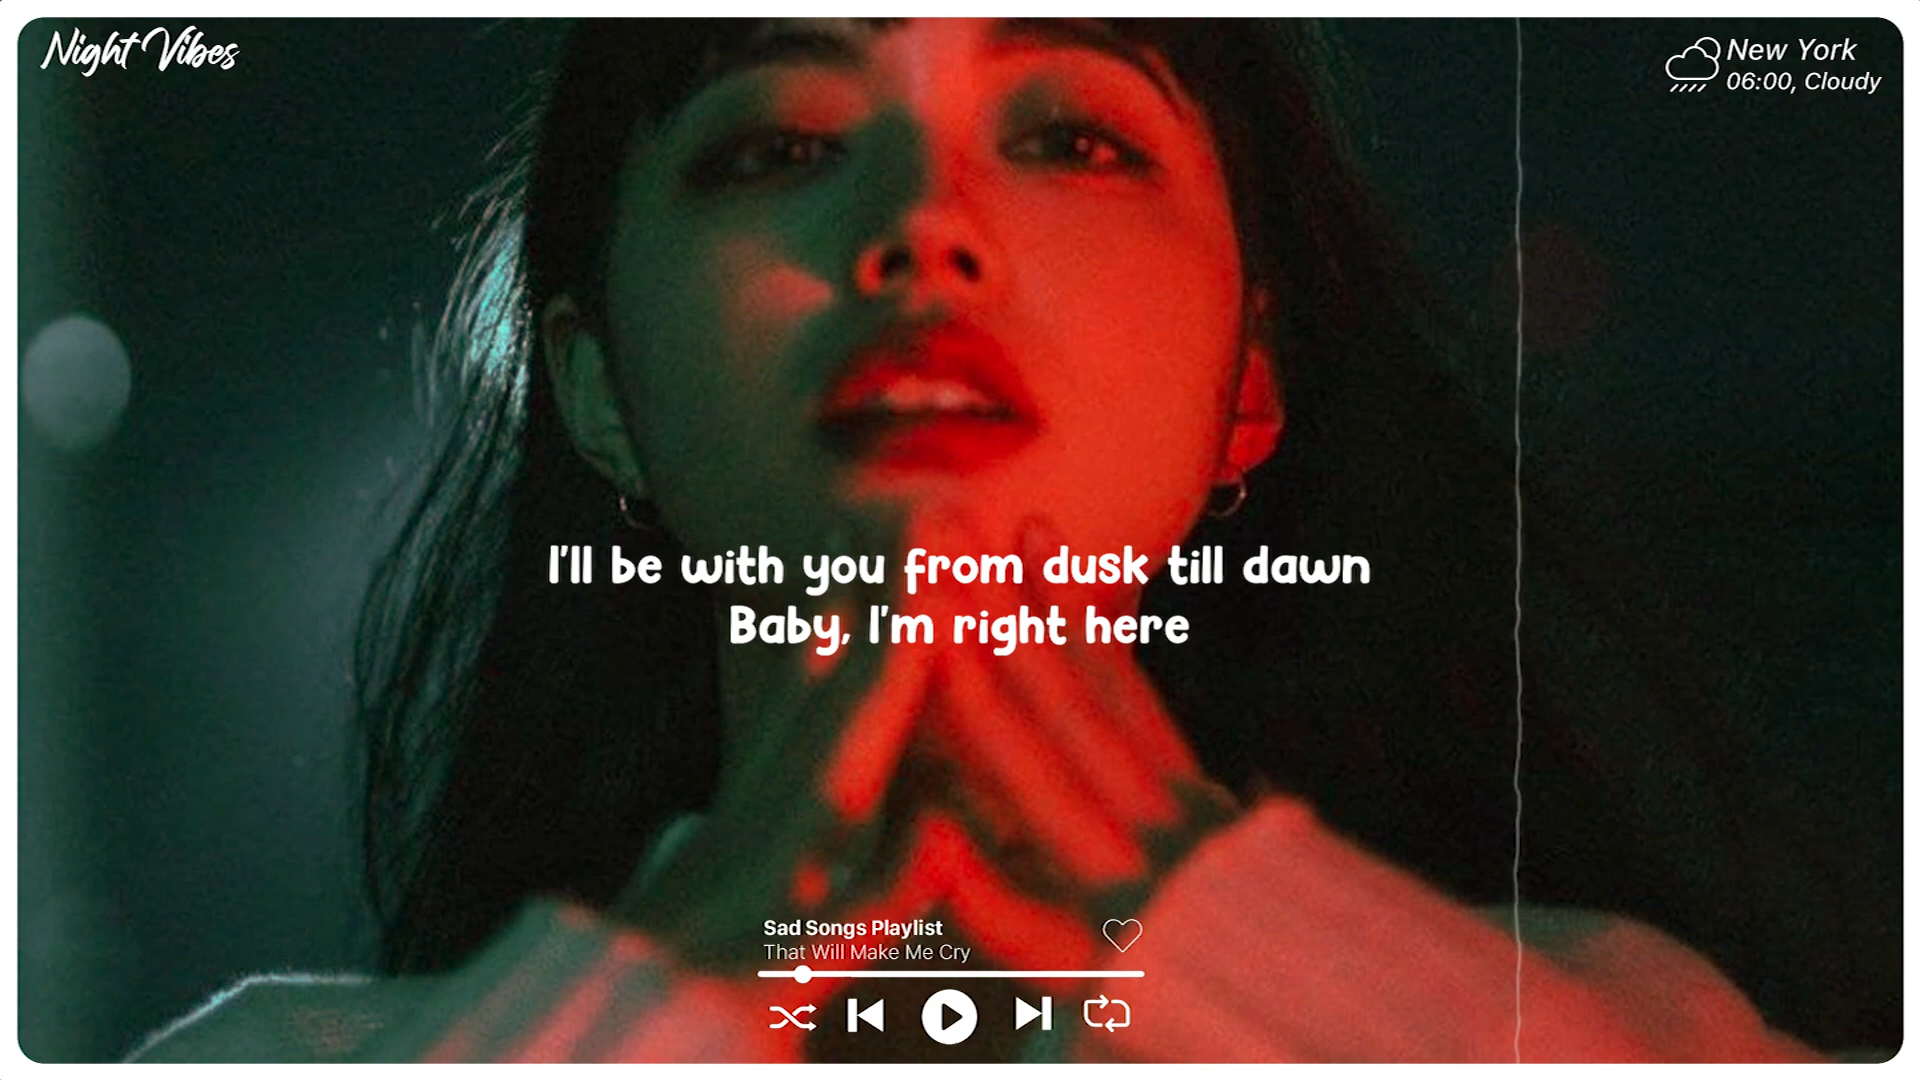 Night Vibes
New York
06:00, Cloudy
I'll be with you from dusk till dawn
Baby, I'm right here
Sad Songs Playlist
That Will Make Me Cry